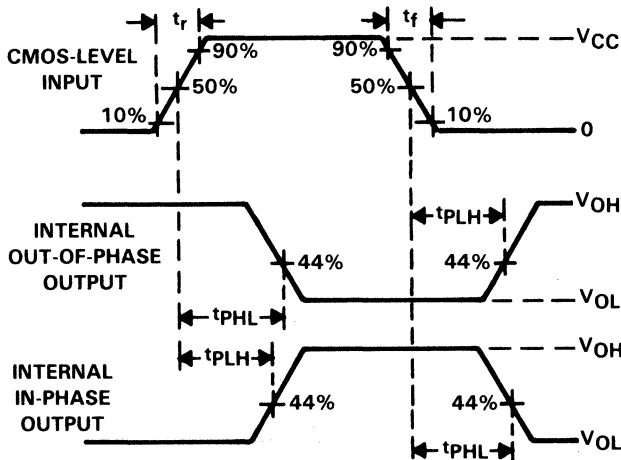 tr tf
VCC
CMOS-LEVEL
INPUT
90% 90%
50% 50%
10% 10%
0
VOH
INTERNAL
OUT-OF-PHASE
OUTPUT
tPLH
44% 44%
VOL
tPHL
VOH
tPLH
INTERNAL
IN-PHASE
OUTPUT
44% 44%
VOL
tPHL